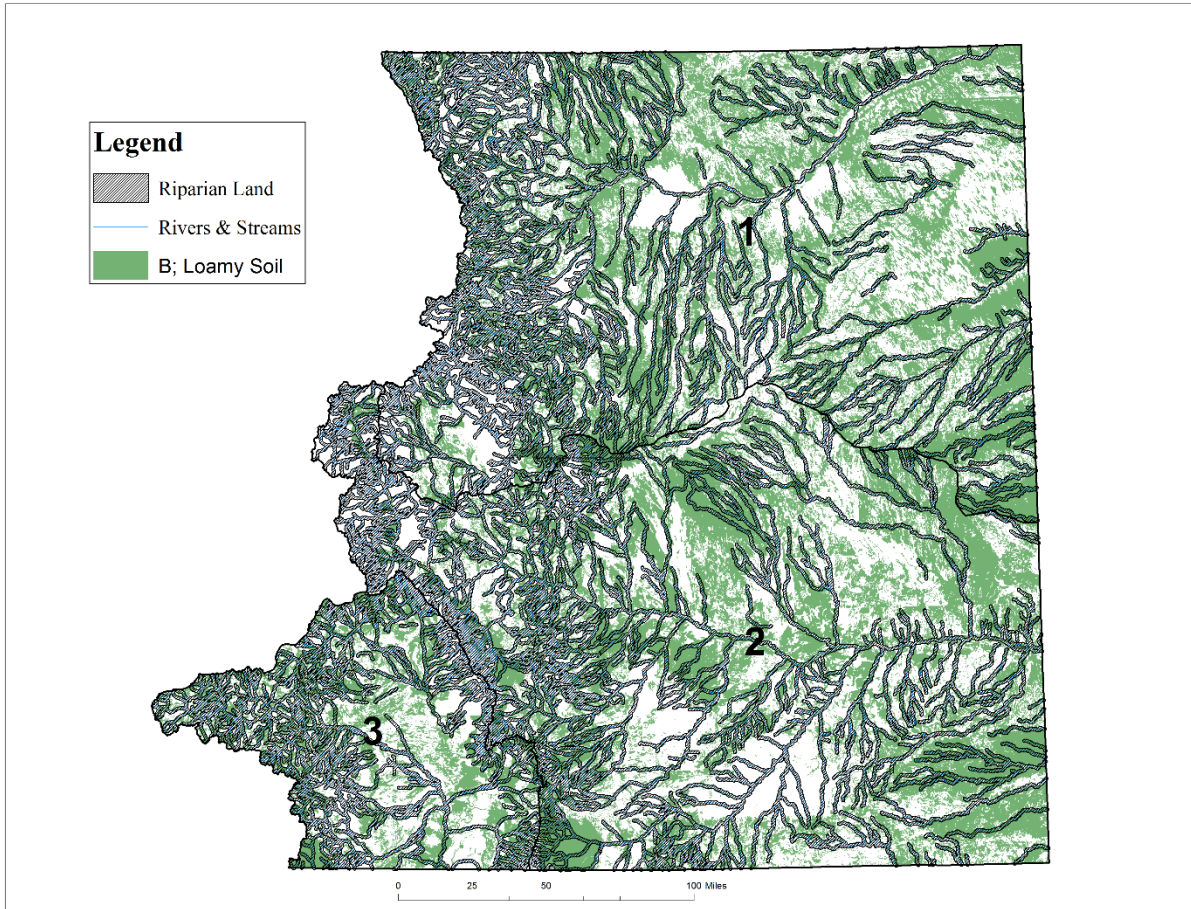 Legend
Riparian Land
Rivers & Streams
B; Loamy Soil
1
2
3
0 25 50 100 Miles